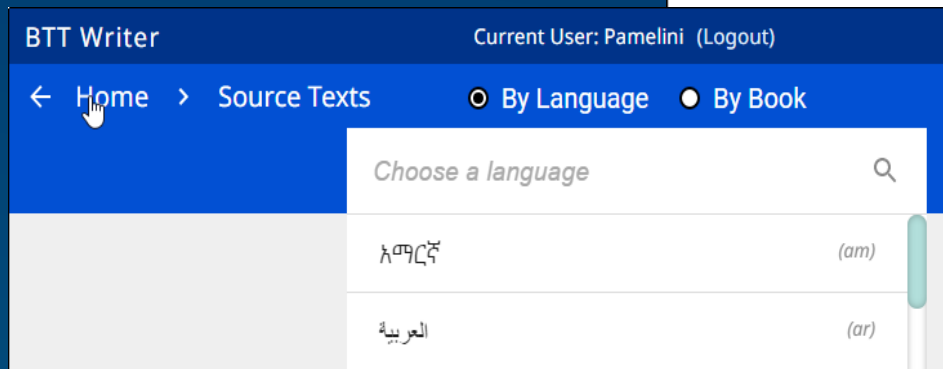 BTT Writer Current User: Pamelini (Logout)
← Home > Source Texts By Language By Book
Choose a language
አማርኛ (am)
العربية (ar)